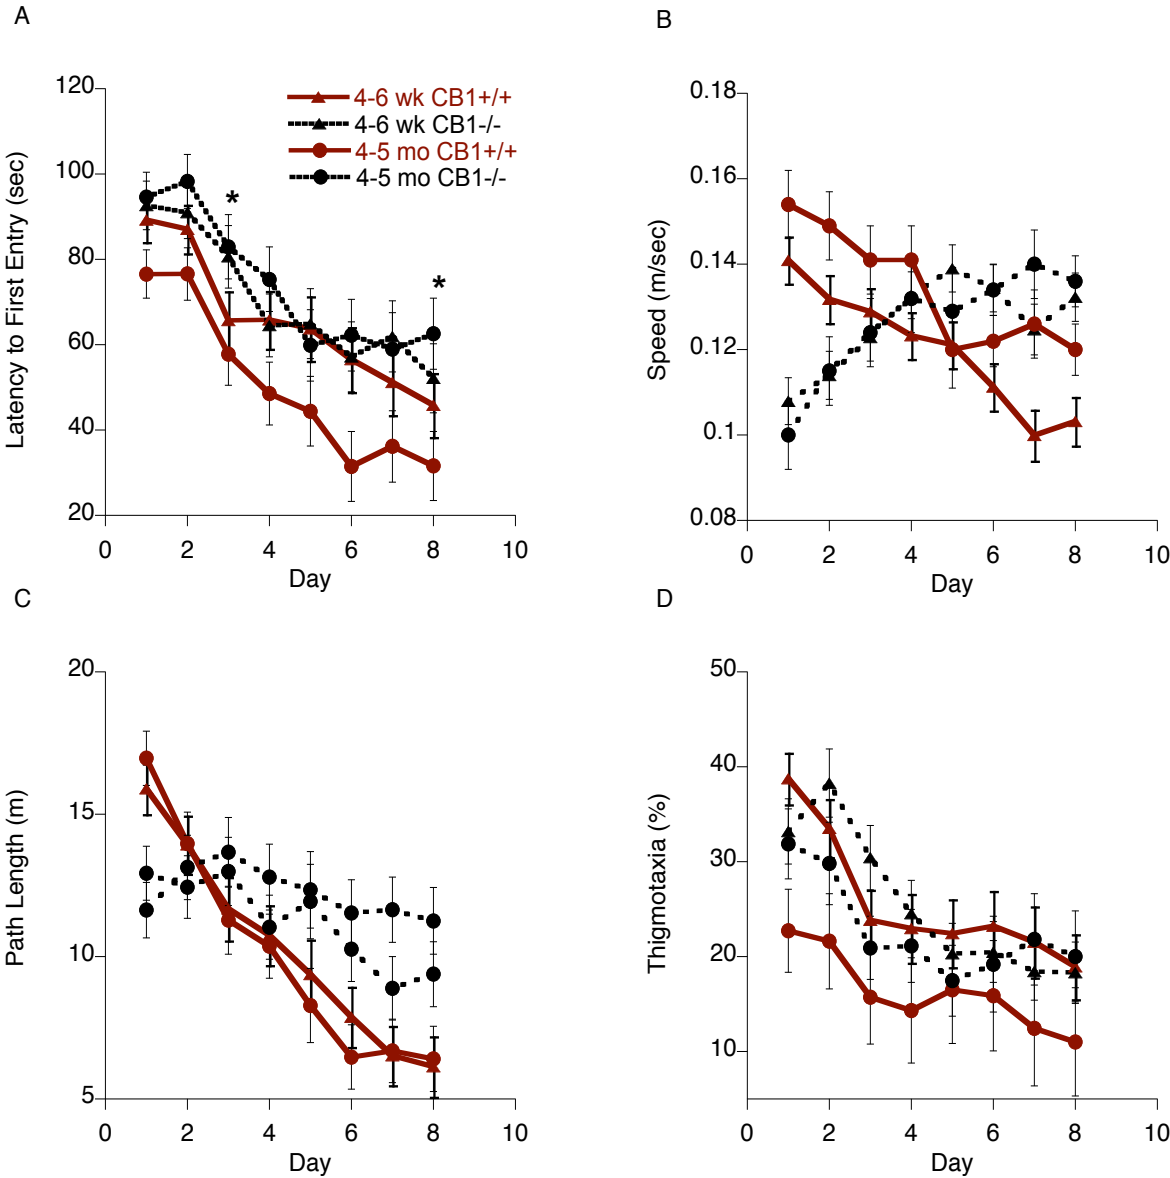 A
Latency to First Entry (sec)
120
100
80
60
40
20
0 2 4 6 8 10
Day
4-6 wk CB1+/+
4-6 wk CB1-/-
4-5 mo CB1+/+
4-5 mo CB1-/-
*
*
B
Speed (m/sec)
0.18
0.16
0.14
0.12
0.1
0.08
0 2 4 6 8 10
Day
C
Path Length (m)
20
15
10
5
0 2 4 6 8 10
Day
D
Thigmotaxia (%)
50
40
30
20
10
0 2 4 6 8 10
Day